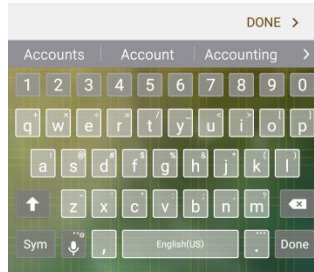 DONE >
Accounts Account Accounting >
1 2 3 4 5 6 7 8 9 0
q w e r t y u i o p
a s d f g h j k l
z x c v b n m
Sym , English(US) . Done